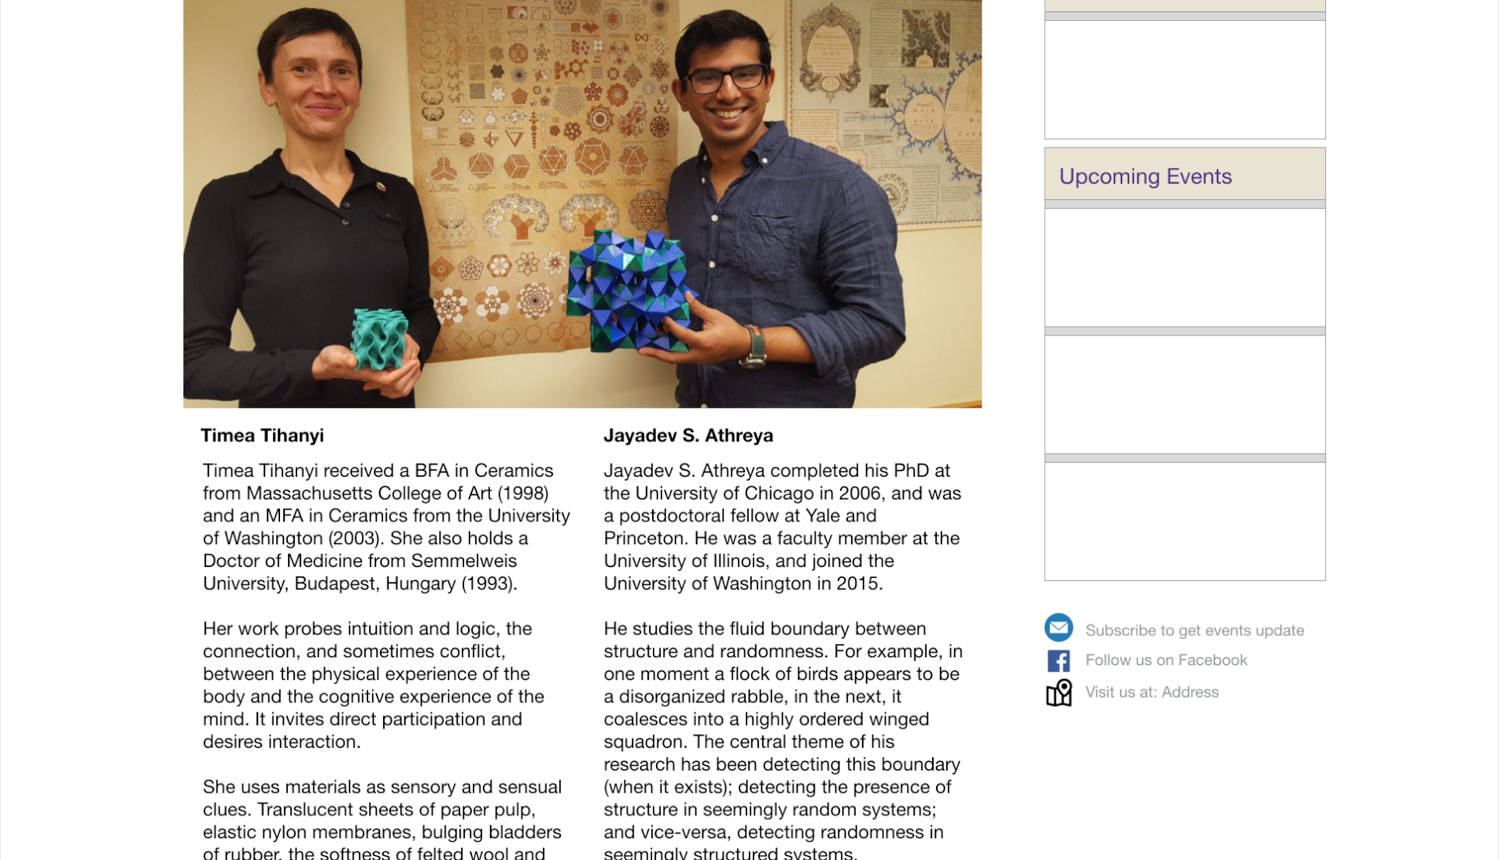 Upcoming Events
Timea Tihanyi
Timea Tihanyi received a BFA in Ceramics
from Massachusetts College of Art (1998)
and an MFA in Ceramics from the University
of Washington (2003). She also holds a
Doctor of Medicine from Semmelweis
University, Budapest, Hungary (1993).
Her work probes intuition and logic, the
connection, and sometimes conflict,
between the physical experience of the
body and the cognitive experience of the
mind. It invites direct participation and
desires interaction.
She uses materials as sensory and sensual
clues. Translucent sheets of paper pulp,
elastic nylon membranes, bulging bladders
of rubber, the softness of felted wool and
Jayadev S. Athreya
Jayadev S. Athreya completed his PhD at
the University of Chicago in 2006, and was
a postdoctoral fellow at Yale and
Princeton. He was a faculty member at the
University of Illinois, and joined the
University of Washington in 2015.
He studies the fluid boundary between
structure and randomness. For example, in
one moment a flock of birds appears to be
a disorganized rabble, in the next, it
coalesces into a highly ordered winged
squadron. The central theme of his
research has been detecting this boundary
(when it exists); detecting the presence of
structure in seemingly random systems;
and vice-versa, detecting randomness in
seemingly structured systems.
Subscribe to get events update
Follow us on Facebook
Visit us at: Address